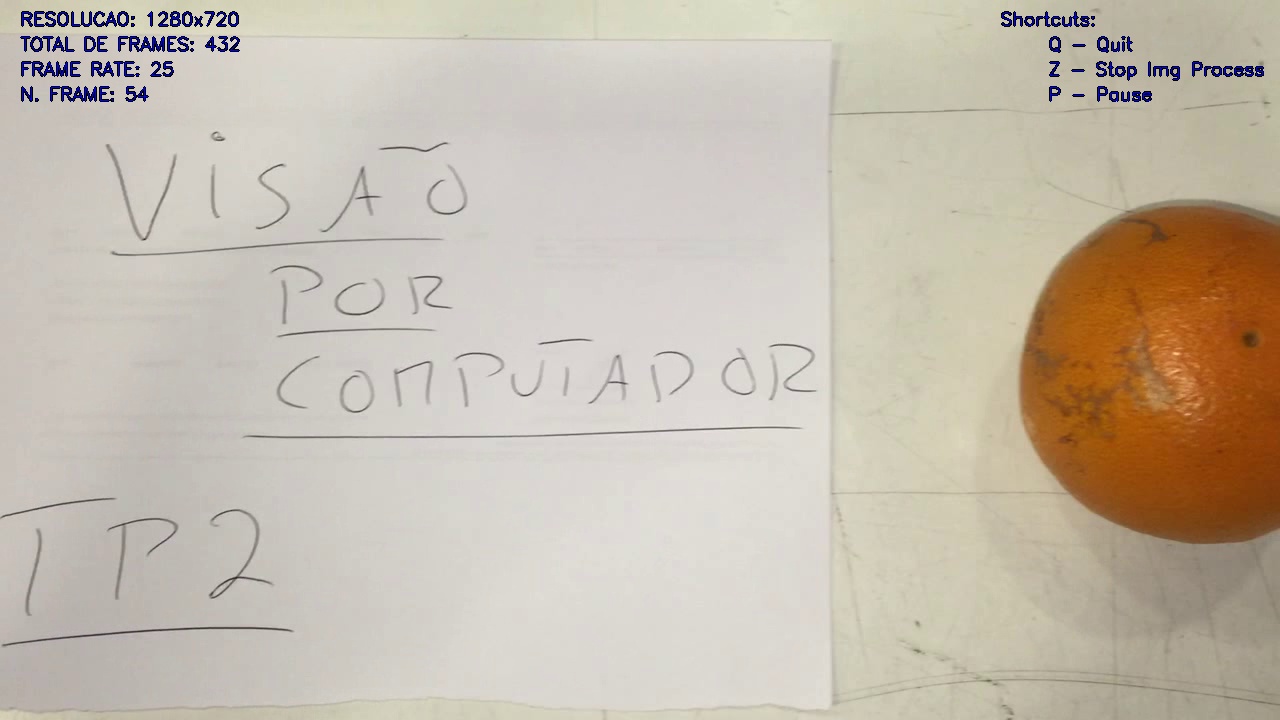 RESOLUCAO: 1280x720
TOTAL DE FRAMES: 432
FRAME RATE: 25
N. FRAME: 54
Shortcuts:
Q - Quit
Z - Stop Img Process
P - Pause
VISÃO
POR
COMPUTADOR
TP2